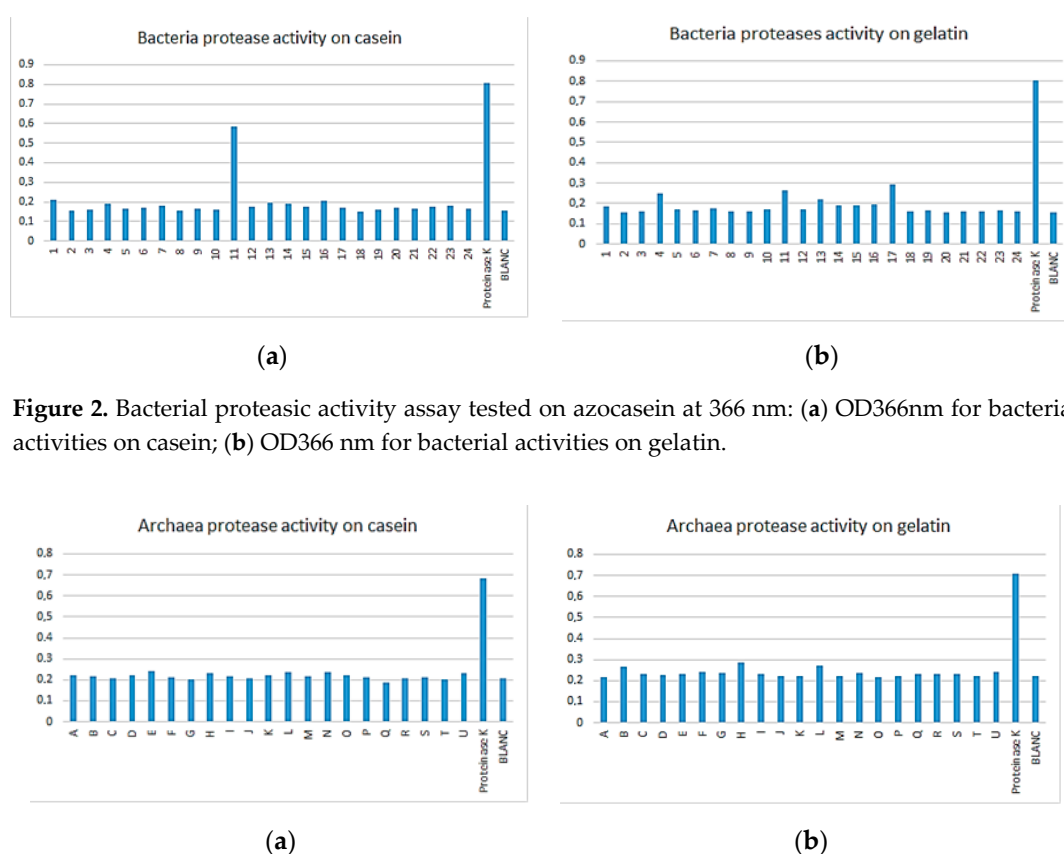 Bacteria protease activity on casein
0.9
0.8
0.7
0.6
0.5
0.4
0.3
0.2
0.1
0
1 2 3 4 5 6 7 8 9 10 11 12 13 14 15 16 17 18 19 20 21 22 23 24 Proteinase K BLANC
(a)
Bacteria proteases activity on gelatin
0.9
0,8
0,7
0,6
0,5
0,4
0,3
0,2
0,1
0
1 2 3 4 5 6 7 8 9 10 11 12 13 14 15 16 17 18 19 20 21 22 23 24 Proteinase K BLANC
(b)
Figure 2. Bacterial proteasic activity assay tested on azocasein at 366 nm: (a) OD366nm for bacteria
activities on casein; (b) OD366 nm for bacterial activities on gelatin.
Archaea protease activity on casein
0,8
0,7
0,6
0,5
0,4
0.3
0.2
0,1
0
A B C D E F G H I J K L M N O P Q R S T U Proteinase K BLANC
(a)
Archaea protease activity on gelatin
0,8
0,7
0,6
0,5
0,4
0,3
0,2
0,1
0
A B C D E F G H I J K L M N O P Q R S T U Proteinase K BLANC
(b)